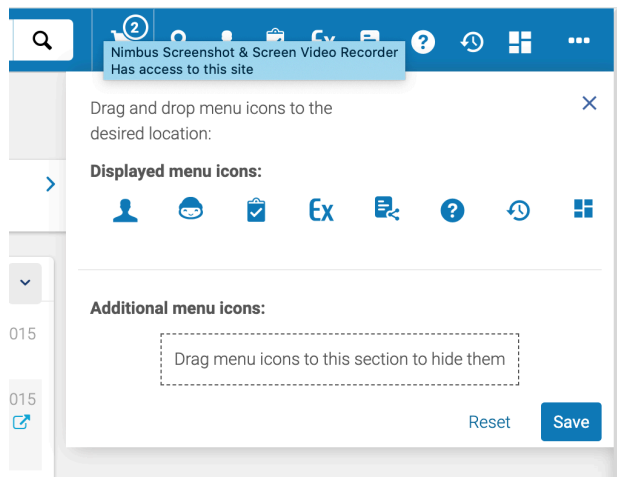 2
Nimbus Screenshot & Screen Video Recorder
Has access to this site
?
Drag and drop menu icons to the
desired location:
Displayed menu icons:
Ex
?
Additional menu icons:
015
Drag menu icons to this section to hide them
015
Reset
Save